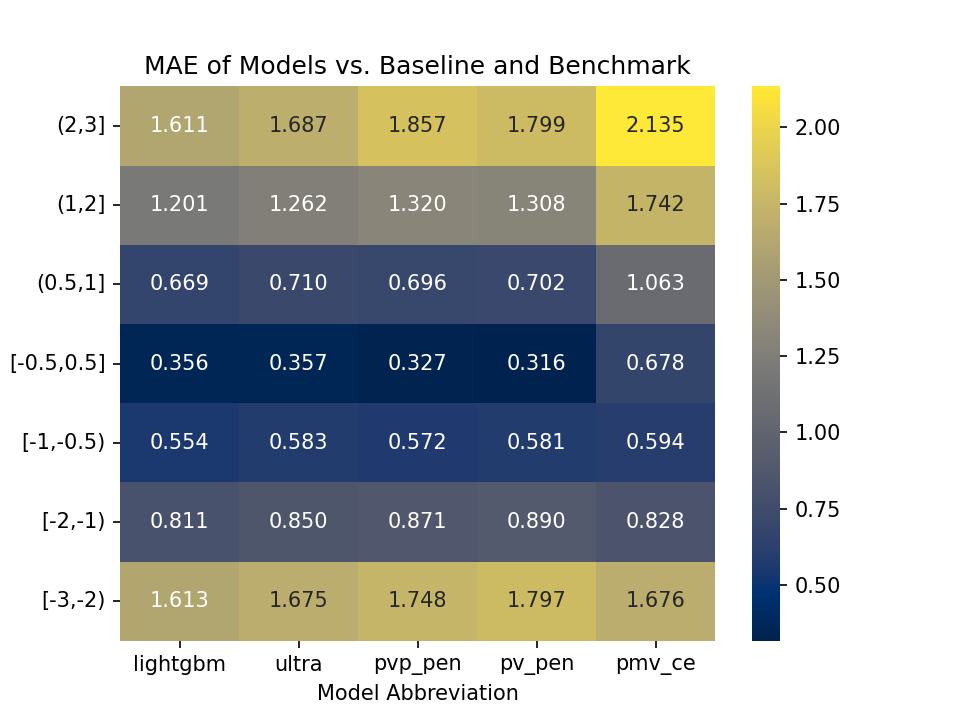 MAE of Models vs. Baseline and Benchmark
(2,3] 1.611 1.687 1.857 1.799 2.135
(1,2] 1.201 1.262 1.320 1.308 1.742
(0.5,1] 0.669 0.710 0.696 0.702 1.063
[-0.5,0.5] 0.356 0.357 0.327 0.316 0.678
[-1,-0.5) 0.554 0.583 0.572 0.581 0.594
[-2,-1) 0.811 0.850 0.871 0.890 0.828
[-3,-2) 1.613 1.675 1.748 1.797 1.676
lightgbm ultra pvp_pen pv_pen pmv_ce
Model Abbreviation
2.00
1.75
1.50
1.25
1.00
0.75
0.50